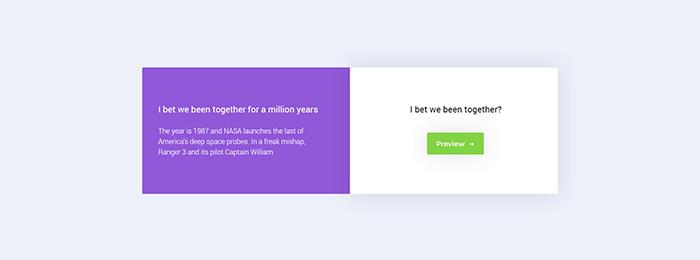 I bet we been together for a million years
The year is 1987 and NASA launches the last of
America's deep space probes. In a freak mishap,
Ranger 3 and its pilot Captain William
I bet we been together?
Preview →